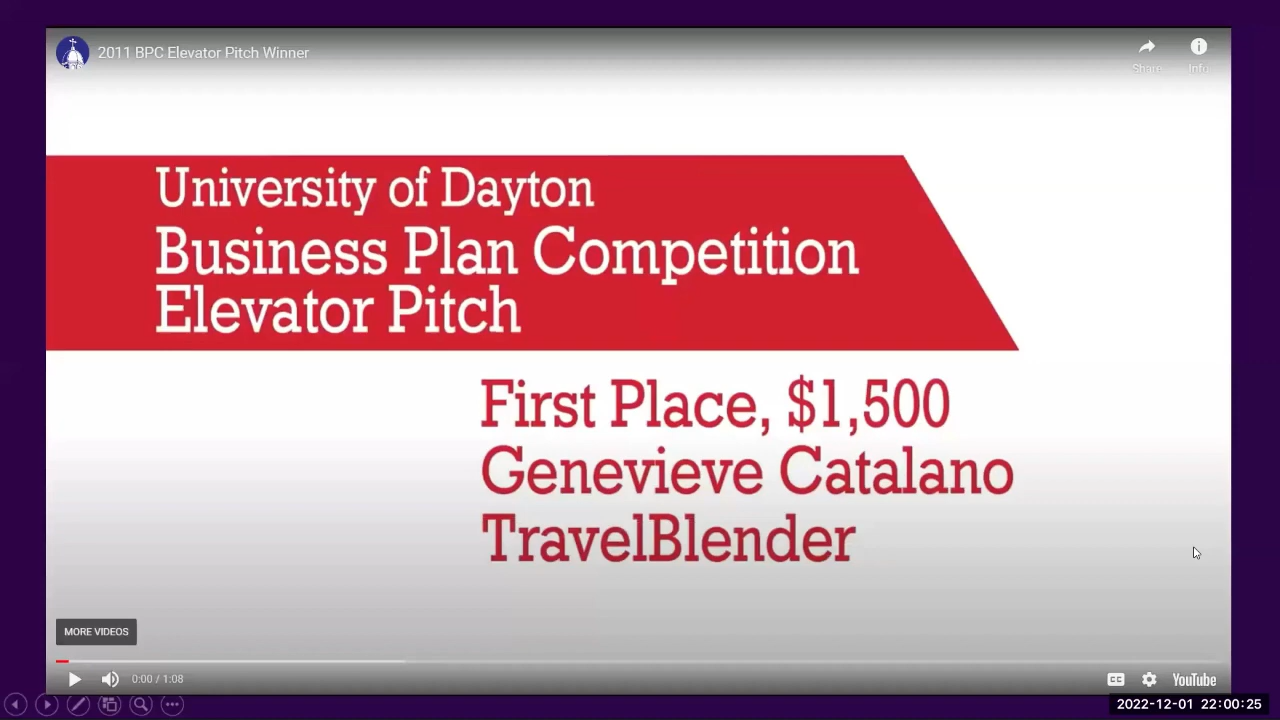 2011 BPC Elevator Pitch Winner
Share
Info
University of Dayton
Business Plan Competition
Elevator Pitch
First Place, $1,500
Genevieve Catalano
TravelBlender
MORE VIDEOS
0:00 / 1:08
CC
YouTube
2022-12-01 22:00:25